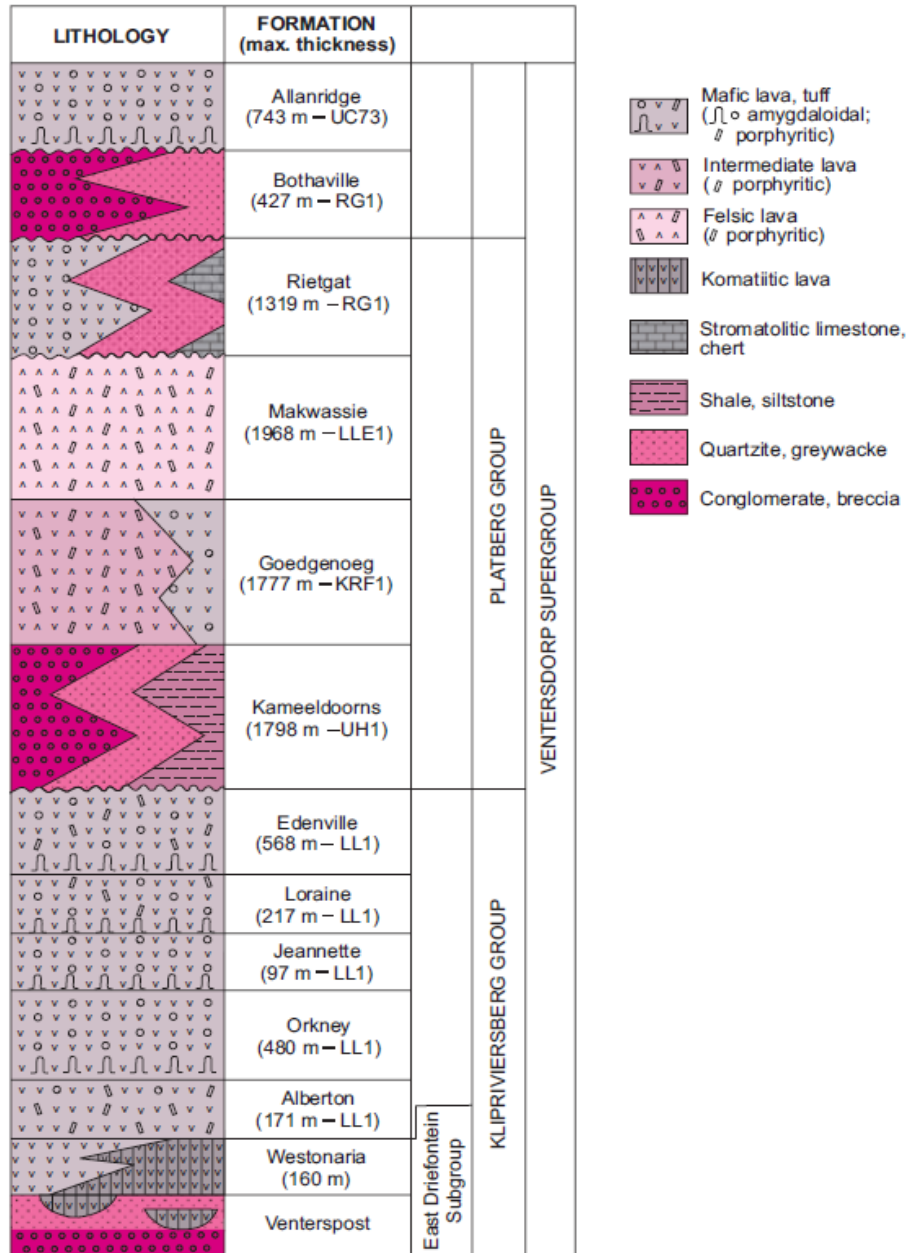 LITHOLOGY
FORMATION
(max. thickness)
Allanridge
(743 m – UC73)
Bothaville
(427 m – RG1)
Rietgat
(1319 m – RG1)
Makwassie
(1968 m – LLE1)
Goedgenoeg
(1777 m – KRF1)
Kameeldoorns
(1798 m –UH1)
Edenville
(568 m – LL1)
Loraine
(217 m – LL1)
Jeannette
(97 m – LL1)
Orkney
(480 m – LL1)
Alberton
(171 m – LL1)
Westonaria
(160 m)
Venterspost
East Driefontein
Subgroup
PLATBERG GROUP
KLIPRIVIERSBERG GROUP
VENTERSDORP SUPERGROUP
Mafic lava, tuff
( amygdaloidal;
porphyritic)
Intermediate lava
( porphyritic)
Felsic lava
( porphyritic)
Komatiitic lava
Stromatolitic limestone,
chert
Shale, siltstone
Quartzite, greywacke
Conglomerate, breccia